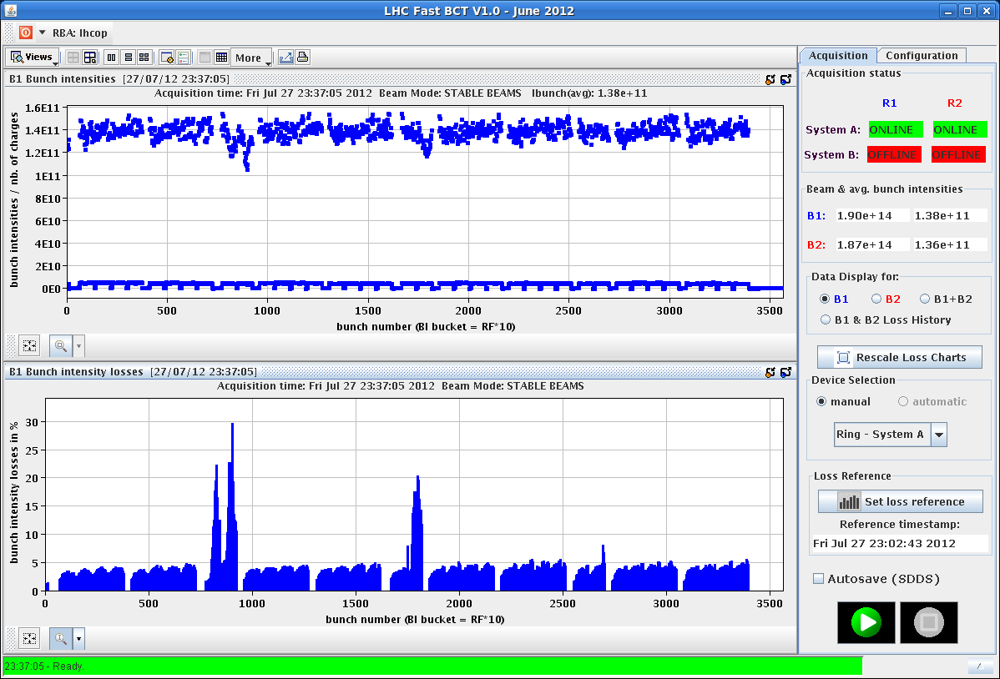 LHC Fast BCT V1.0 - June 2012
RBA: lhcop
Views
More
B1 Bunch intensities [27/07/12 23:37:05]
Acquisition time: Fri Jul 27 23:37:05 2012 Beam Mode: STABLE BEAMS Ibunch(avg): 1.38e+11
bunch intensities / nb. of charges
1.6E11
1.4E11
1.2E11
1E11
8E10
6E10
4E10
2E10
0E0
0 500 1000 1500 2000 2500 3000 3500
bunch number (BI bucket = RF*10)
B1 Bunch intensity losses [27/07/12 23:37:05]
Acquisition time: Fri Jul 27 23:37:05 2012 Beam Mode: STABLE BEAMS
bunch intensity losses in %
30
25
20
15
10
5
0
0 500 1000 1500 2000 2500 3000 3500
bunch number (BI bucket = RF*10)
23:37:05 - Ready.
Acquisition Configuration
Acquisition status
R1 R2
System A: ONLINE ONLINE
System B: OFFLINE OFFLINE
Beam & avg. bunch intensities
B1: 1.90e+14 1.38e+11
B2: 1.87e+14 1.36e+11
Data Display for:
B1 B2 B1+B2
B1 & B2 Loss History
Rescale Loss Charts
Device Selection
manual automatic
Ring - System A
Loss Reference
Set loss reference
Reference timestamp:
Fri Jul 27 23:02:43 2012
Autosave (SDDS)